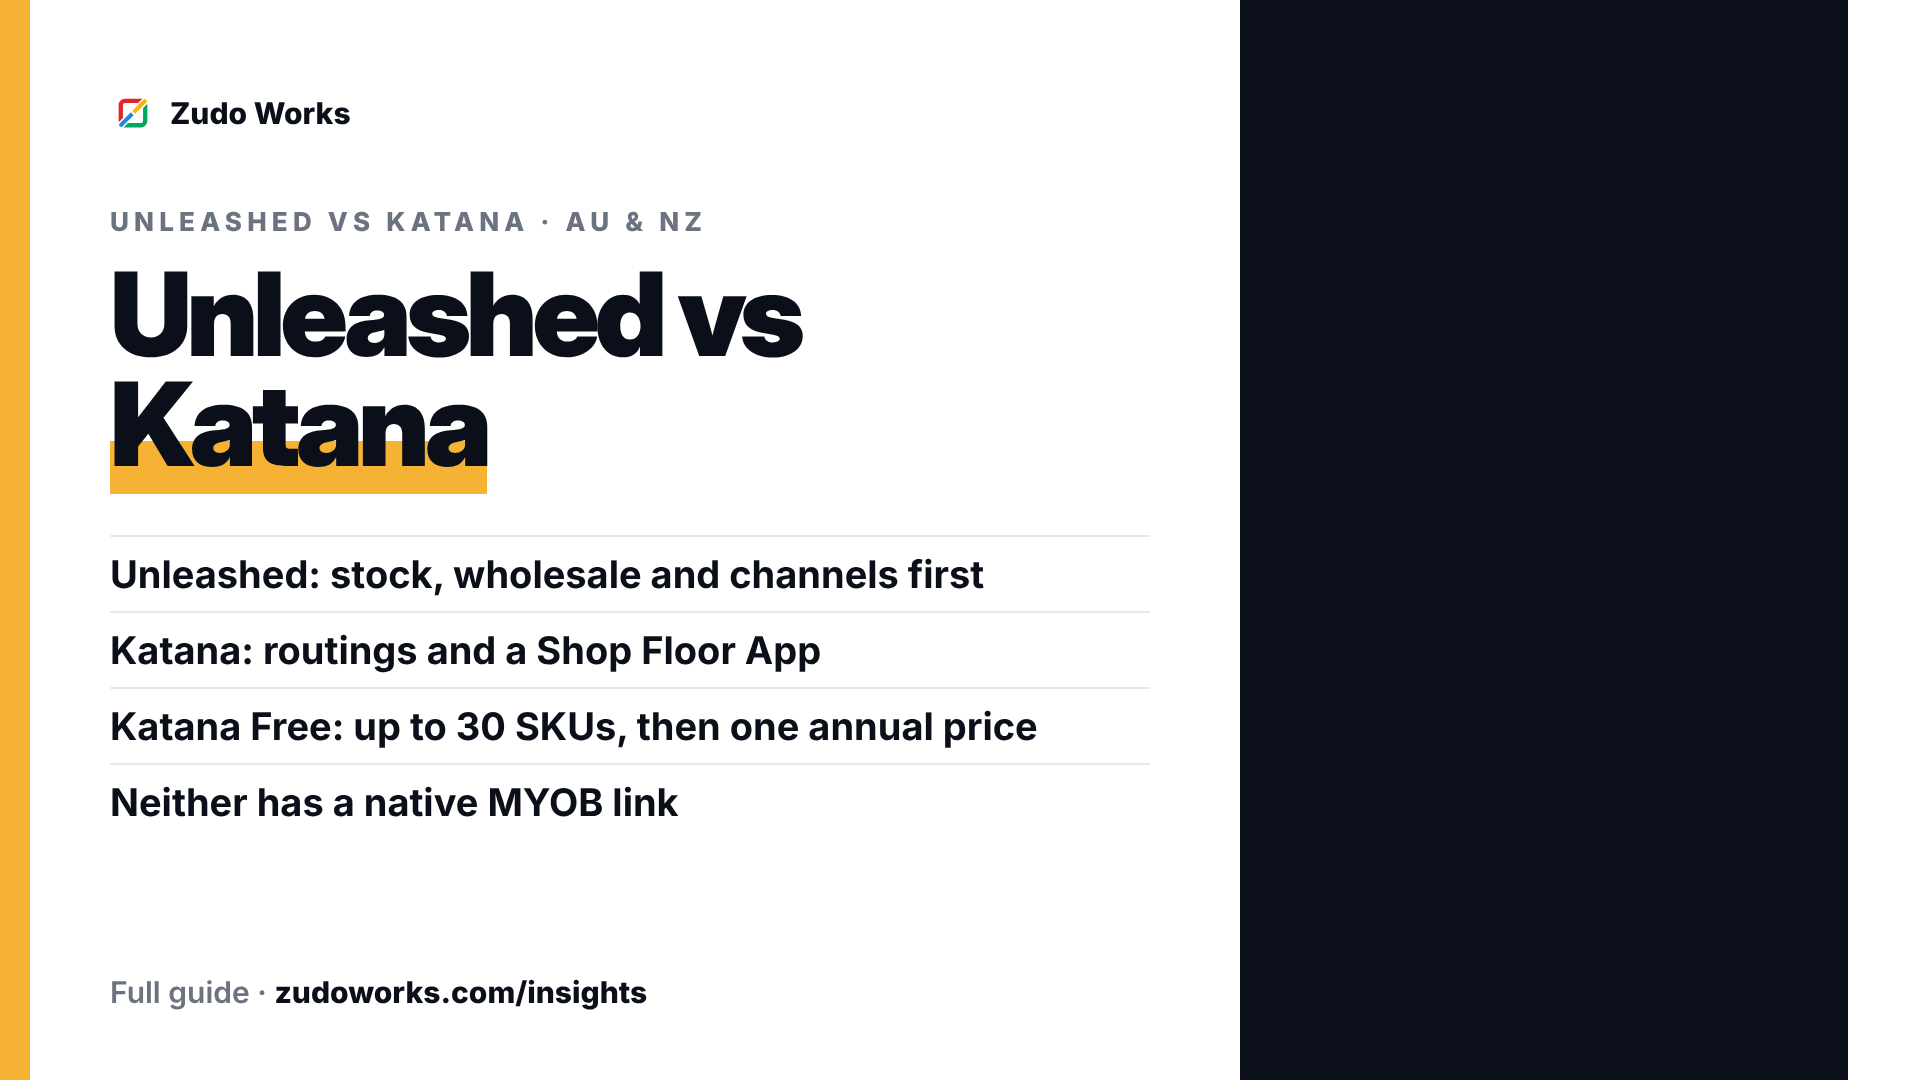 Zudo Works
UNLEASHED VS KATANA · AU & NZ
Unleashed vs
Katana
Unleashed: stock, wholesale and channels first
Katana: routings and a Shop Floor App
Katana Free: up to 30 SKUs, then one annual price
Neither has a native MYOB link
Full guide · zudoworks.com/insights